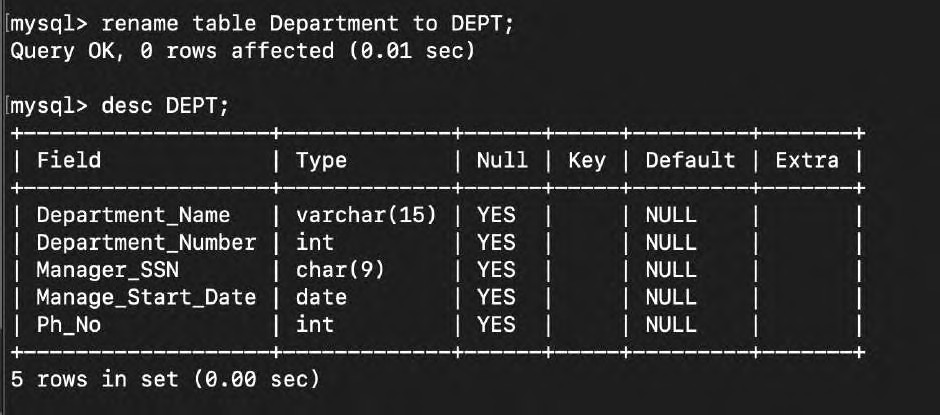 [mysql> rename table Department to DEPT;
Query OK, 0 rows affected (0.01 sec)
[mysql> desc DEPT;
+-------------------+-------------+------+-----+---------+-------+
| Field             | Type        | Null | Key | Default | Extra |
+-------------------+-------------+------+-----+---------+-------+
| Department_Name   | varchar(15) | YES  |     | NULL    |       |
| Department_Number | int         | YES  |     | NULL    |       |
| Manager_SSN       | char(9)     | YES  |     | NULL    |       |
| Manage_Start_Date | date        | YES  |     | NULL    |       |
| Ph_No             | int         | YES  |     | NULL    |       |
+-------------------+-------------+------+-----+---------+-------+
5 rows in set (0.00 sec)